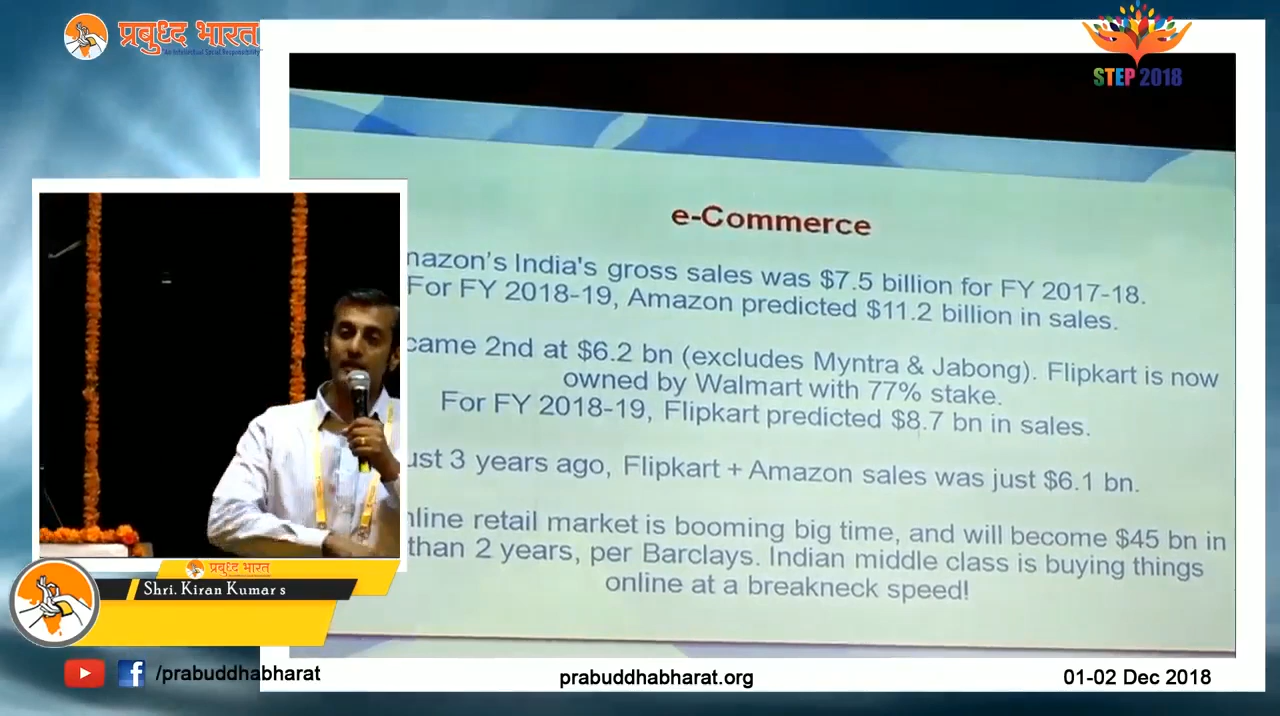 प्रबुध्द भारत
"An Intellectual Social Responsibility"
STEP 2018
e-Commerce
mazon's India's gross sales was $7.5 billion for FY 2017-18.
For FY 2018-19, Amazon predicted $11.2 billion in sales.
came 2nd at $6.2 bn (excludes Myntra & Jabong). Flipkart is now
owned by Walmart with 77% stake.
For FY 2018-19, Flipkart predicted $8.7 bn in sales.
ust 3 years ago, Flipkart + Amazon sales was just $6.1 bn.
nline retail market is booming big time, and will become $45 bn in
than 2 years, per Barclays. Indian middle class is buying things
online at a breakneck speed!
प्रबुध्द भारत
Shri. Kiran Kumar s
/prabuddhabharat
prabuddhabharat.org
01-02 Dec 2018